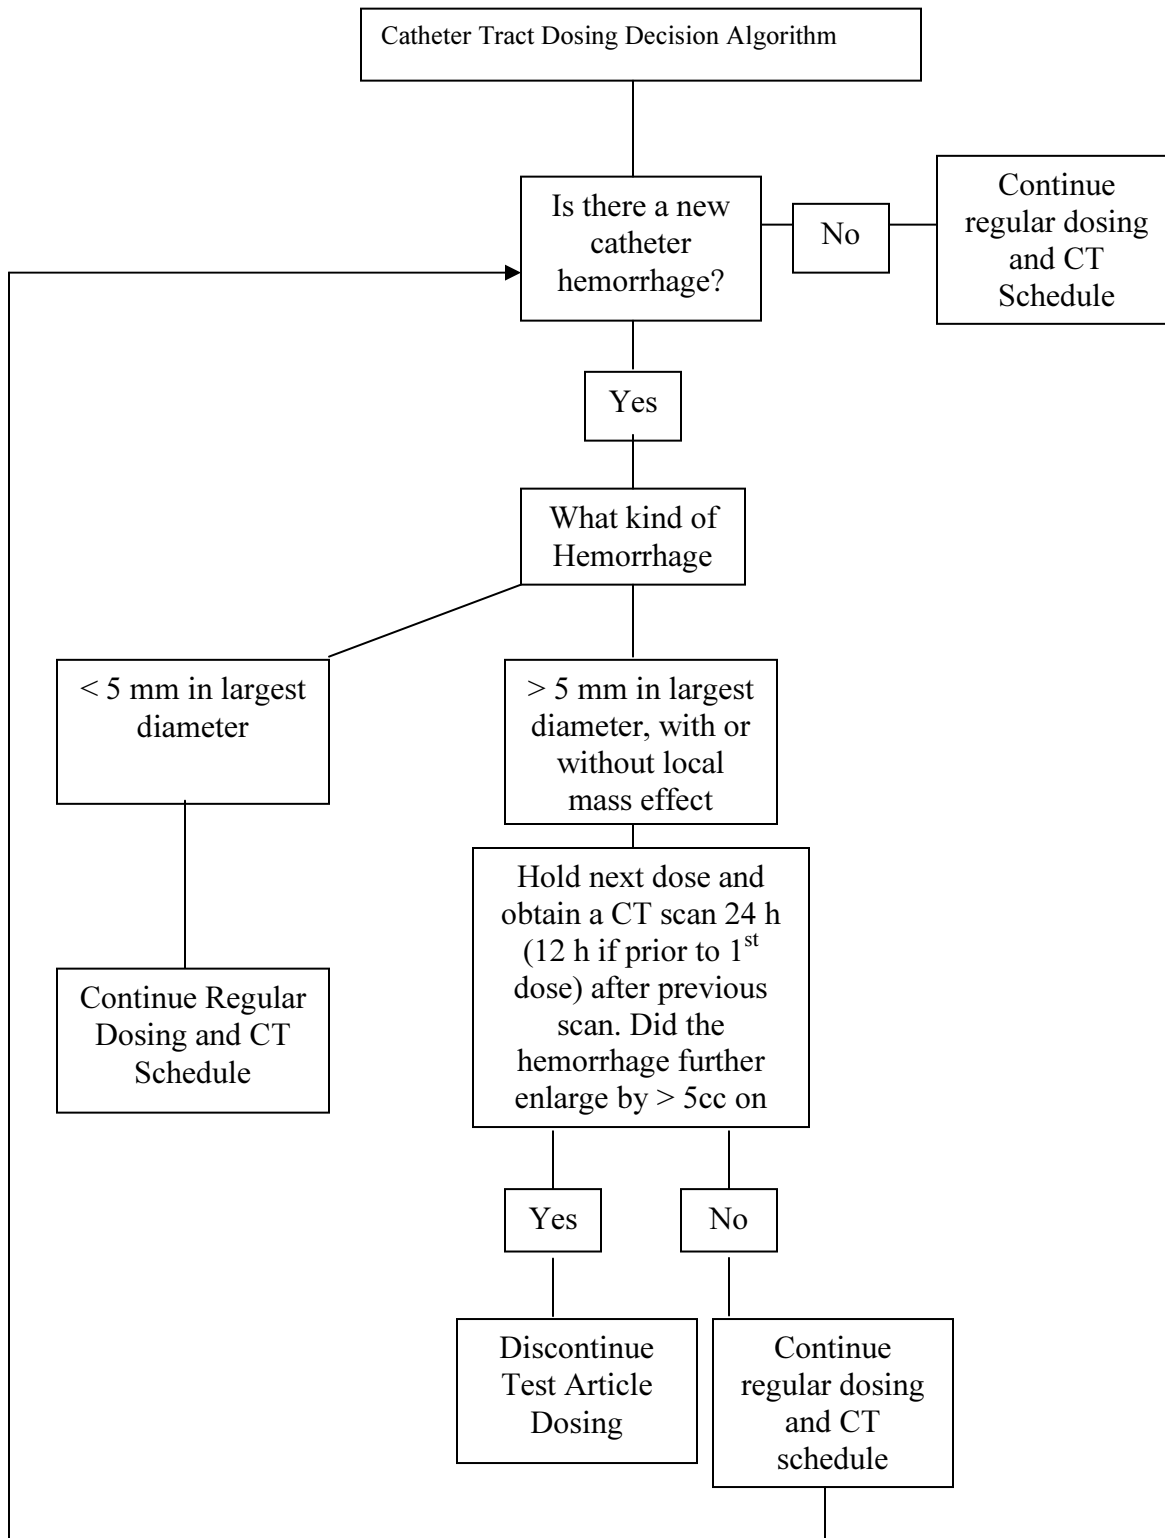 Catheter Tract Dosing Decision Algorithm
Is there a new
catheter
hemorrhage?
No
Continue
regular dosing
and CT
Schedule
Yes
What kind of
Hemorrhage
< 5 mm in largest
diameter
> 5 mm in largest
diameter, with or
without local
mass effect
Hold next dose and
obtain a CT scan 24 h
(12 h if prior to 1st
dose) after previous
scan. Did the
hemorrhage further
enlarge by > 5cc on
Continue Regular
Dosing and CT
Schedule
Yes
No
Discontinue
Test Article
Dosing
Continue
regular dosing
and CT
schedule